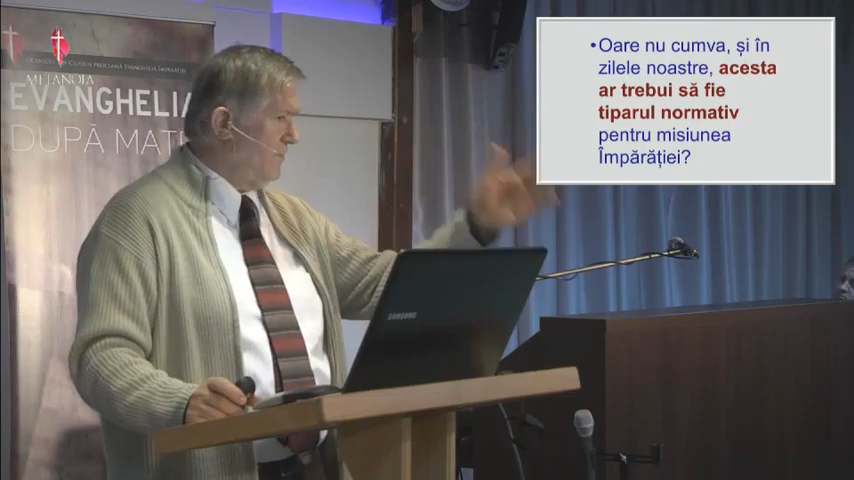 METANOIA
EVANGHELIA
DUPĂ MAT
SAMSUNG
•Oare nu cumva, și în
zilele noastre, acesta
ar trebui să fie
tiparul normativ
pentru misiunea
Împărăției?